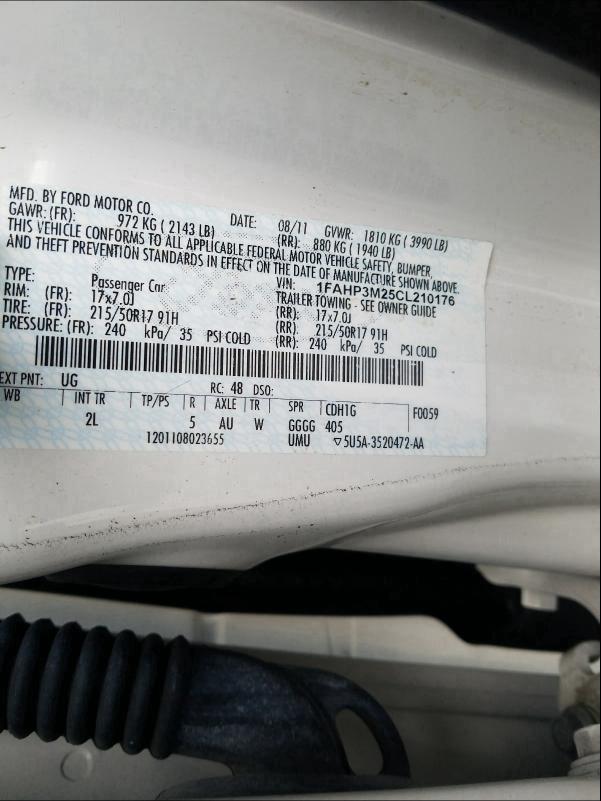 MFD. BY FORD MOTOR CO.
DATE: 08/11 GVWR: 1810 KG ( 3990 LB)
GAWR: (FR): 972 KG ( 2143 LB) (RR): 880 KG ( 1940 LB)
THIS VEHICLE CONFORMS TO ALL APPLICABLE FEDERAL MOTOR VEHICLE SAFETY, BUMPER,
AND THEFT PREVENTION STANDARDS IN EFFECT ON THE DATE OF MANUFACTURE SHOWN ABOVE.
VIN: 1FAHP3M25CL210176
TYPE: Passenger Car TRAILER TOWING - SEE OWNER GUIDE
RIM: (FR): 17x7.0J (RR): 17x7.0J
TIRE: (FR): 215/50R17 91H (RR): 215/50R17 91H
PRESSURE: (FR): 240 kPa/ 35 PSI COLD (RR): 240 kPa/ 35 PSI COLD
EXT PNT: UG RC: 48 DSO:
WB INT TR TP/PS R AXLE TR SPR CDH1G F0059
2L 5 AU W GGGG 405
1201108023655 UMU ▽5U5A-3520472-AA